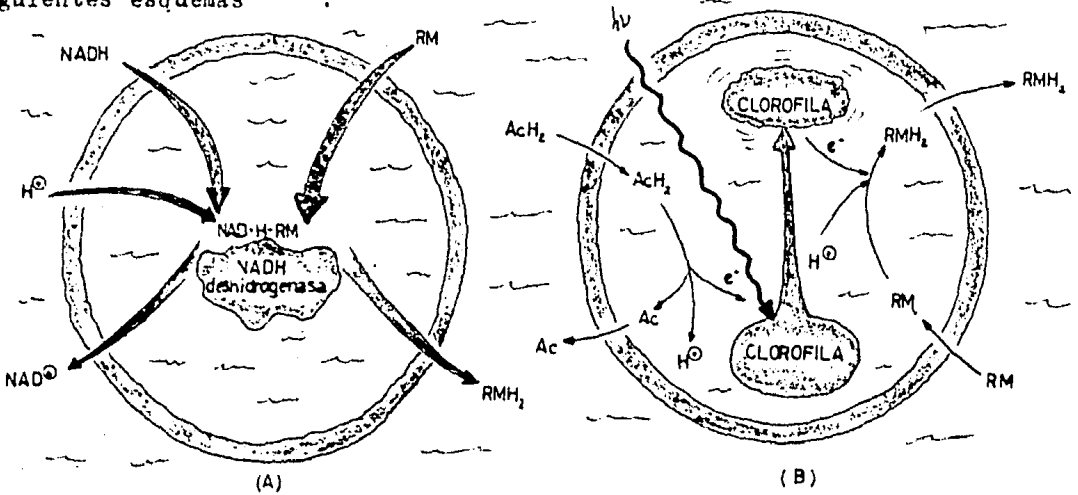 guientes esquemas .
NADH
RM
H⊕
NAD·H·RM
NADH
deshidrogenasa
NAD⊕
RMH₂
(A)
hν
CLOROFILA
RMH₂
AcH₂
e⁻
RMH₂
AcH₂
H⊕
e⁻
RM
Ac
Ac
H⊕
CLOROFILA
RM
(B)